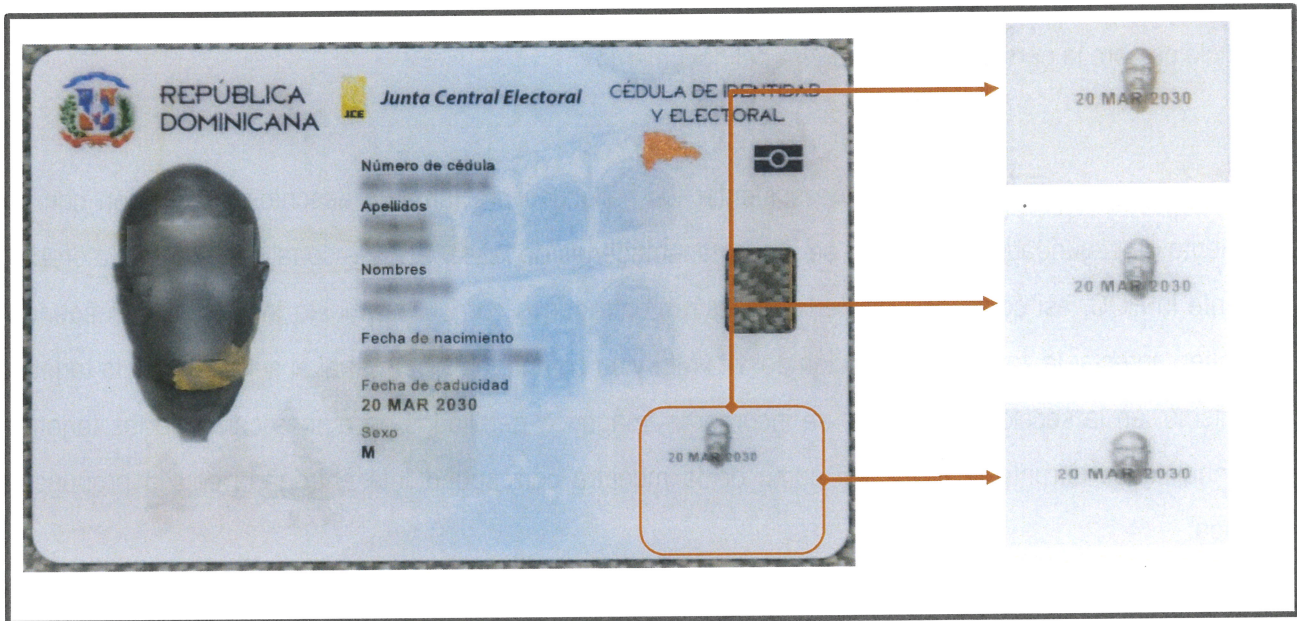 REPÚBLICA
DOMINICANA
JCE
Junta Central Electoral
CÉDULA DE IDENTIDAD
Y ELECTORAL
Número de cédula
Apellidos
Nombres
Fecha de nacimiento
Fecha de caducidad
20 MAR 2030
Sexo
M
20 MAR 2030
20 MAR 2030
20 MAR 2030
20 MAR 2030